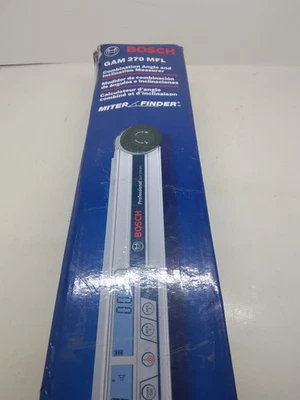 BOSCH
GAM 270 MFL
Combination Angle and
Inclination Measurer
Medidor de combinación
de ángulos e inclinaciones
Calculateur d'angle
combiné et d'inclinaison
MITER FINDER
BOSCH
Professional